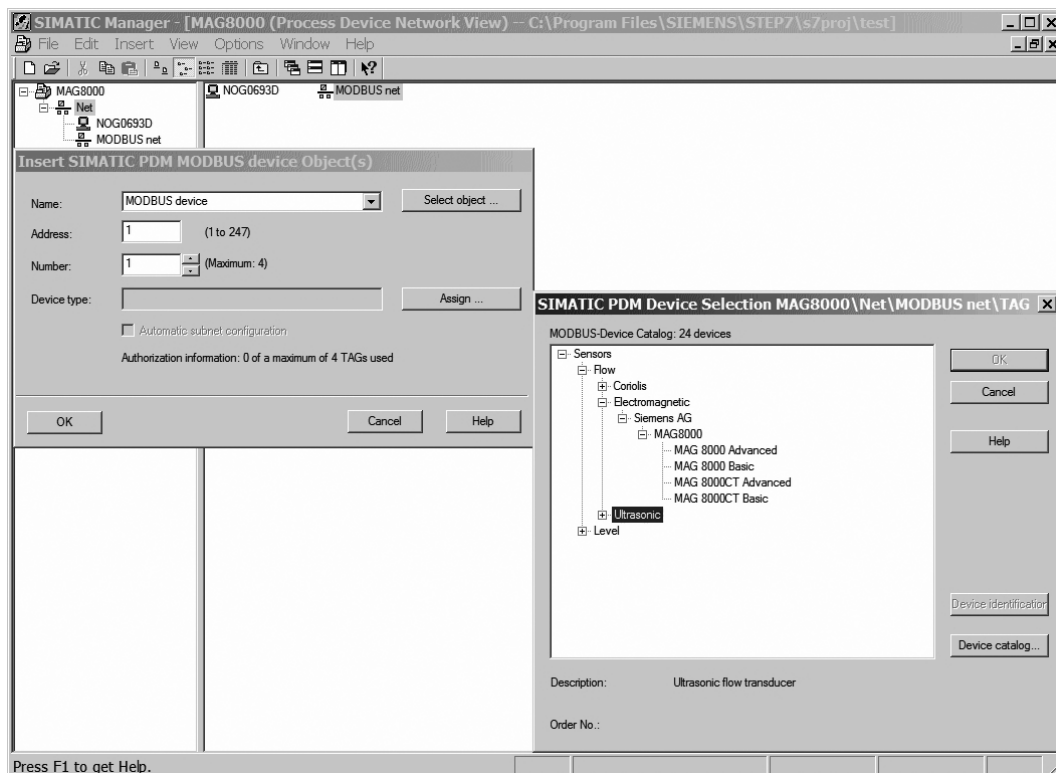 SIMATIC Manager - [MAG8000 (Process Device Network View) -- C:\Program Files\SIEMENS\STEP7\s7proj\test]
File Edit Insert View Options Window Help
MAG8000
Net
NOG0693D
MODBUS net
NOG0693D MODBUS net
Insert SIMATIC PDM MODBUS device Object(s)
Name: MODBUS device Select object ...
Address: 1 (1 to 247)
Number: 1 (Maximum: 4)
Device type: Assign ...
Automatic subnet configuration
Authorization information: 0 of a maximum of 4 TAGs used
OK Cancel Help
SIMATIC PDM Device Selection MAG8000\Net\MODBUS net\TAG
MODBUS-Device Catalog: 24 devices
Sensors
Flow
Coriolis
Electromagnetic
Siemens AG
MAG8000
MAG 8000 Advanced
MAG 8000 Basic
MAG 8000CT Advanced
MAG 8000CT Basic
Ultrasonic
Level
OK
Cancel
Help
Device identification
Device catalog...
Description: Ultrasonic flow transducer
Order No.:
Press F1 to get Help.